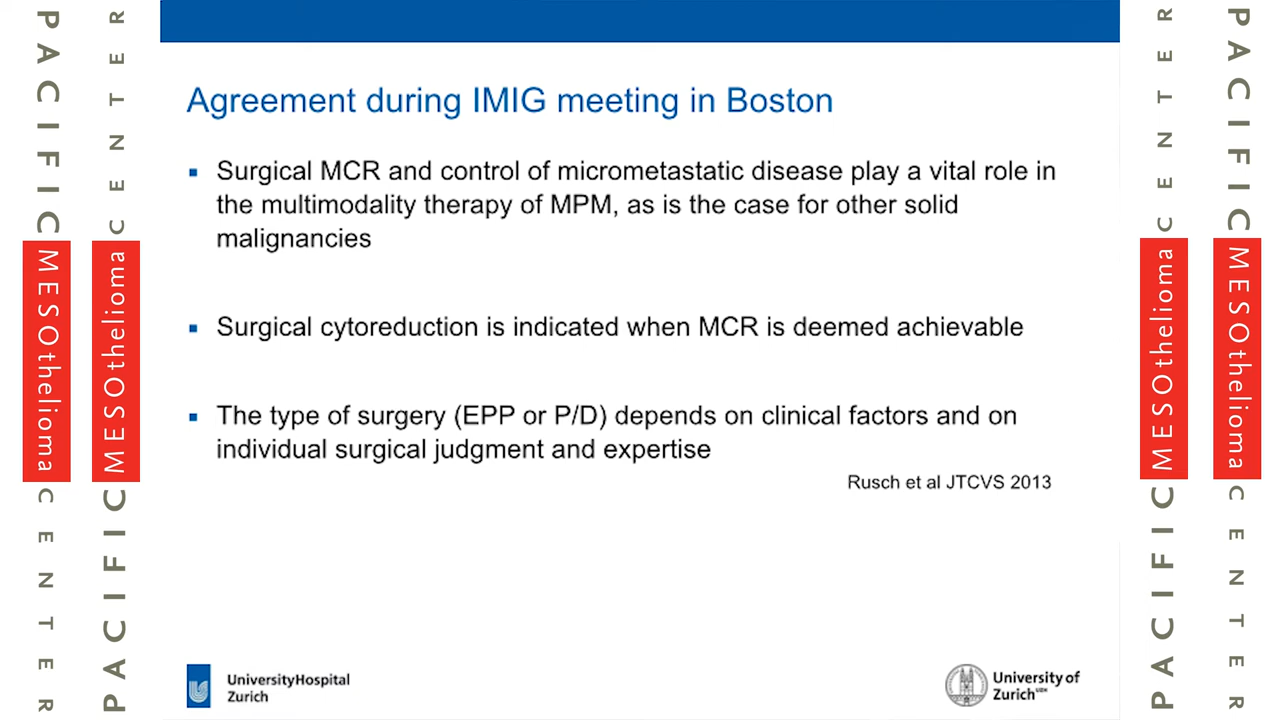 Agreement during IMIG meeting in Boston
Surgical MCR and control of micrometastatic disease play a vital role in
the multimodality therapy of MPM, as is the case for other solid
malignancies
Surgical cytoreduction is indicated when MCR is deemed achievable
The type of surgery (EPP or P/D) depends on clinical factors and on
individual surgical judgment and expertise
Rusch et al JTCVS 2013
UniversityHospital
Zurich
University of
Zurich UZH
PACIFIC MESOthelioma CENTER
PACIFIC MESOthelioma CENTER
PACIFIC MESOthelioma CENTER
PACIFIC MESOthelioma CENTER